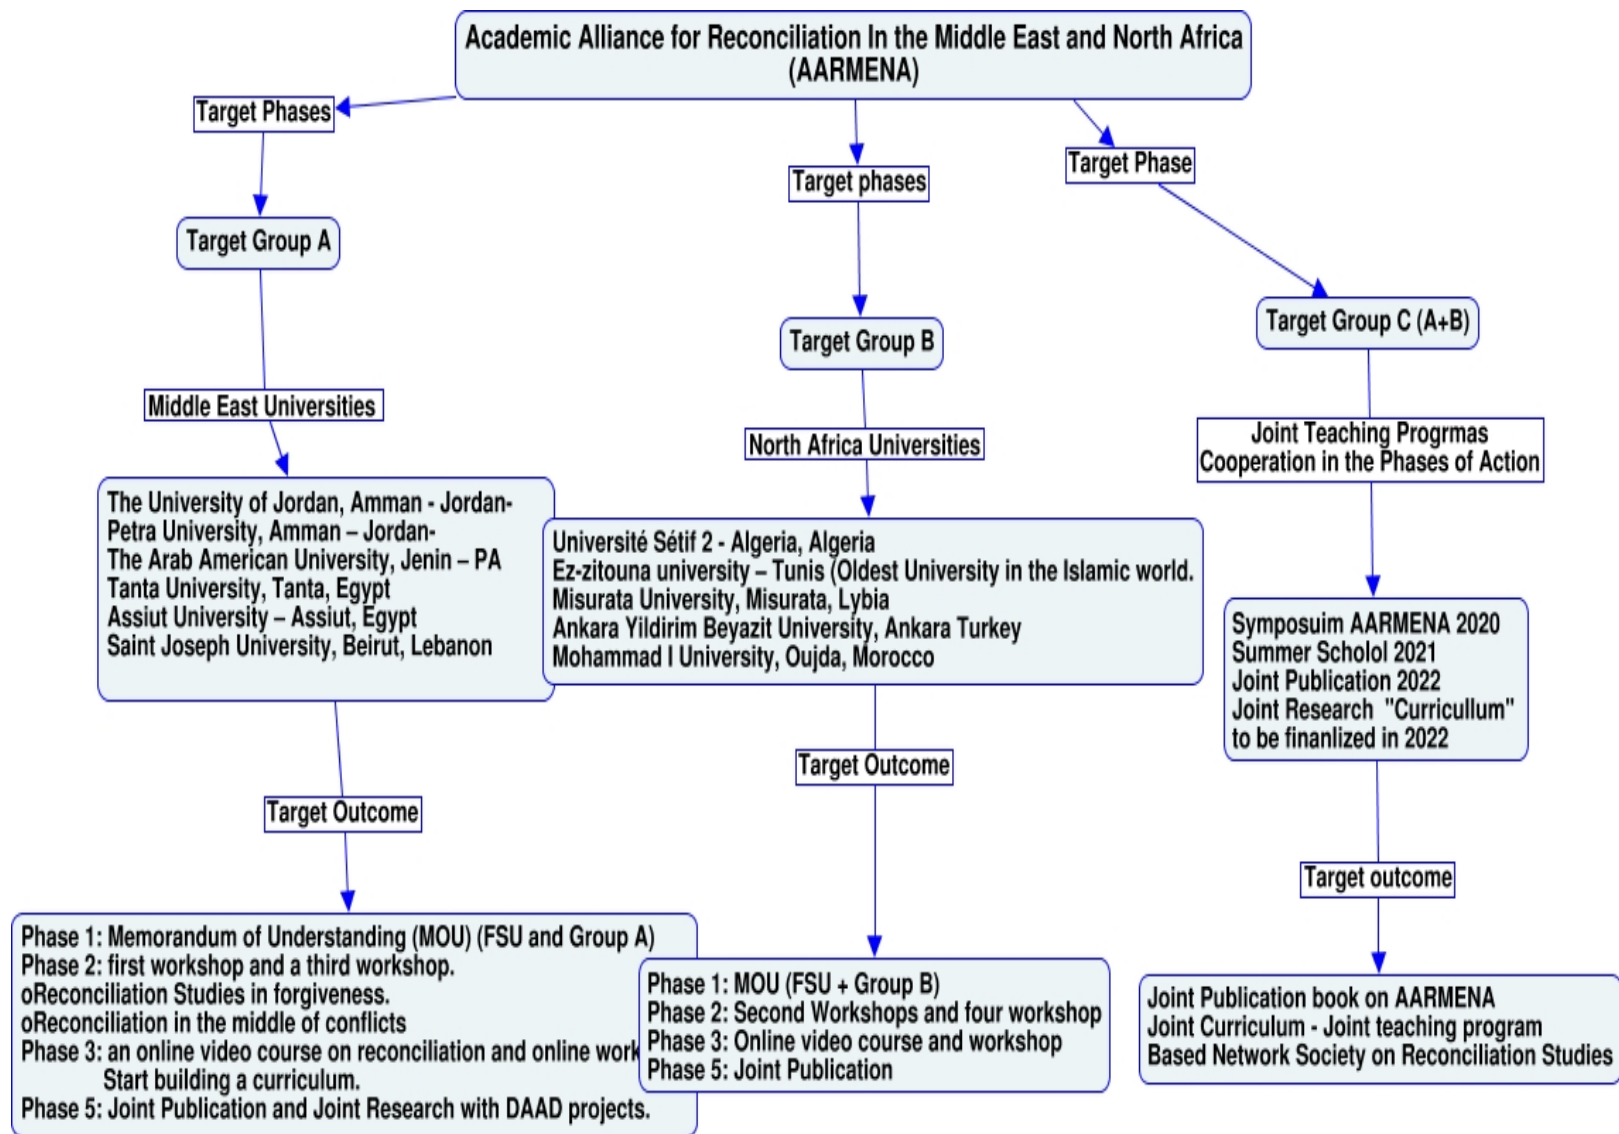 Academic Alliance for Reconciliation In the Middle East and North Africa
(AARMENA)
Target Phases
Target phases
Target Phase
Target Group A
Target Group B
Target Group C (A+B)
Middle East Universities
North Africa Universities
Joint Teaching Progrmas
Cooperation in the Phases of Action
The University of Jordan, Amman - Jordan-
Petra University, Amman – Jordan-
The Arab American University, Jenin – PA
Tanta University, Tanta, Egypt
Assiut University – Assiut, Egypt
Saint Joseph University, Beirut, Lebanon
Université Sétif 2 - Algeria, Algeria
Ez-zitouna university – Tunis (Oldest University in the Islamic world.
Misurata University, Misurata, Lybia
Ankara Yildirim Beyazit University, Ankara Turkey
Mohammad I University, Oujda, Morocco
Symposuim AARMENA 2020
Summer Scholol 2021
Joint Publication 2022
Joint Research "Curricullum"
to be finanlized in 2022
Target Outcome
Target Outcome
Target outcome
Phase 1: Memorandum of Understanding (MOU) (FSU and Group A)
Phase 2: first workshop and a third workshop.
oReconciliation Studies in forgiveness.
oReconciliation in the middle of conflicts
Phase 3: an online video course on reconciliation and online work
Start building a curriculum.
Phase 5: Joint Publication and Joint Research with DAAD projects.
Phase 1: MOU (FSU + Group B)
Phase 2: Second Workshops and four workshop
Phase 3: Online video course and workshop
Phase 5: Joint Publication
Joint Publication book on AARMENA
Joint Curriculum - Joint teaching program
Based Network Society on Reconciliation Studies